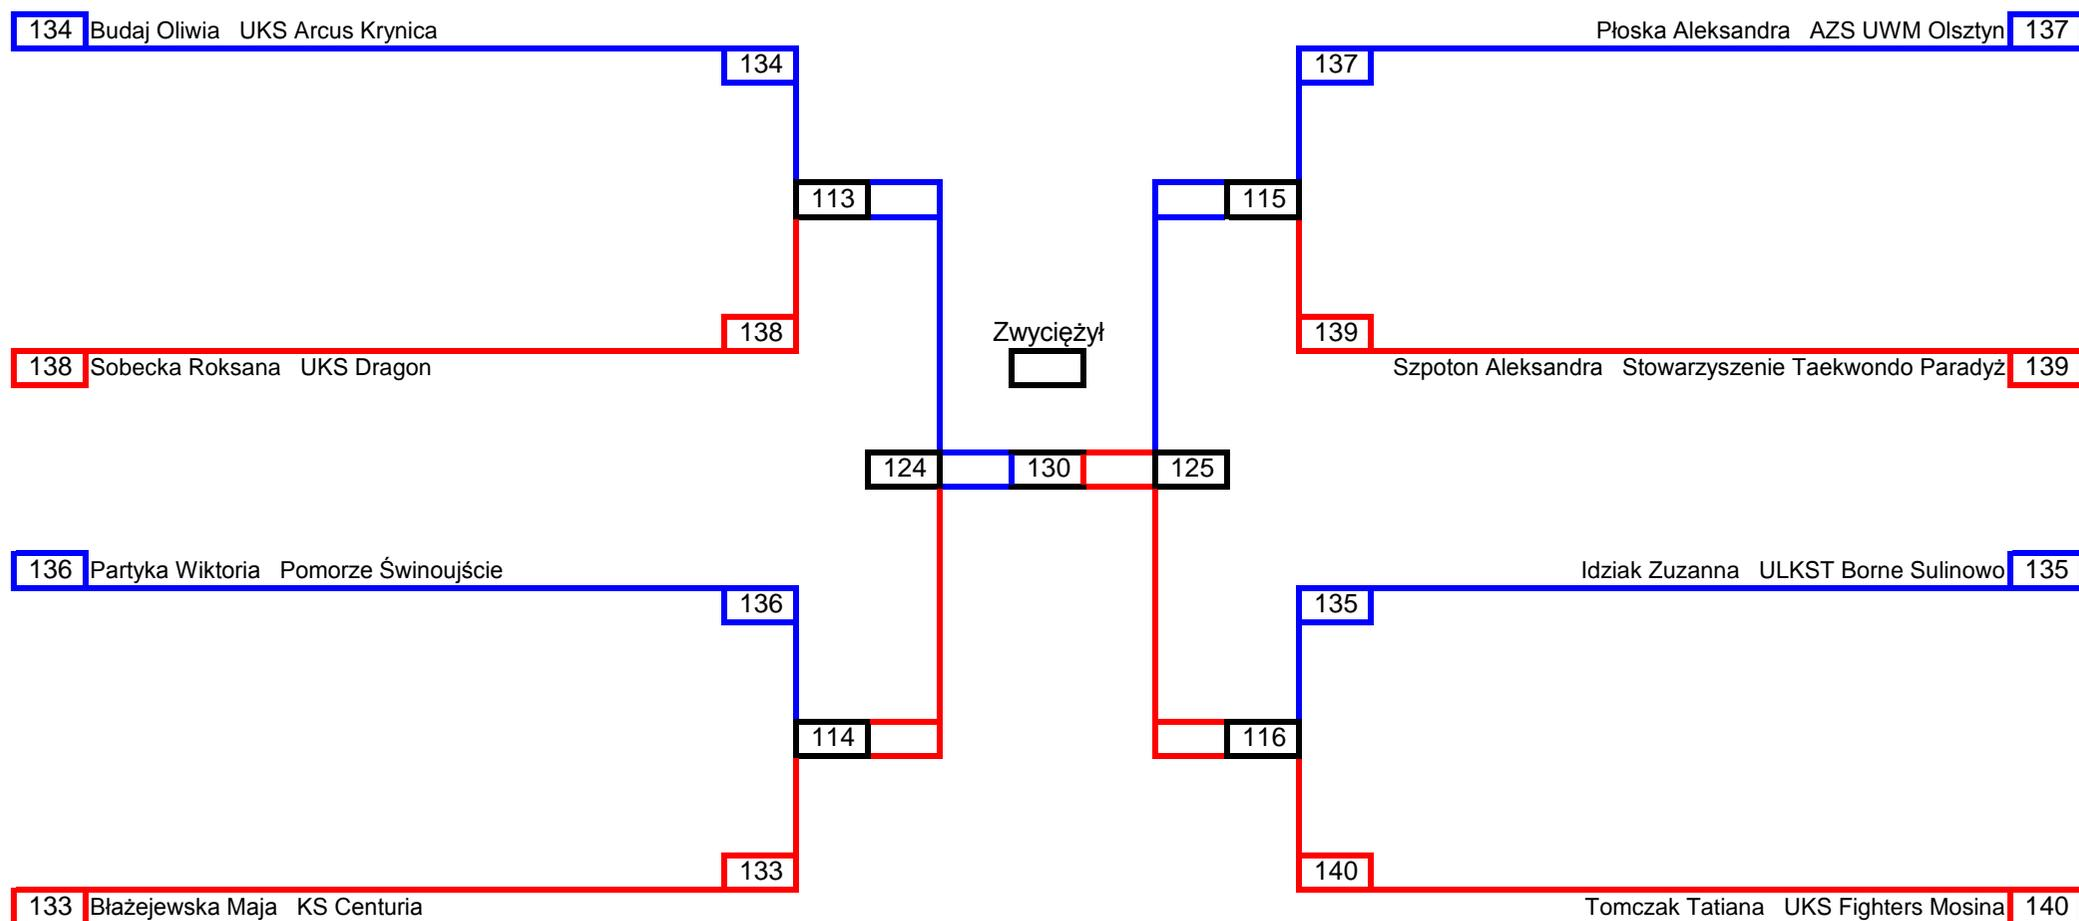 134 Budaj Oliwia UKS Arcus Krynica
Płoska Aleksandra AZS UWM Olsztyn 137
134
137
113
115
Zwyciężył
138
139
138 Sobecka Roksana UKS Dragon
Szpoton Aleksandra Stowarzyszenie Taekwondo Paradyż 139
124 130 125
136 Partyka Wiktoria Pomorze Świnoujście
Idziak Zuzanna ULKST Borne Sulinowo 135
136
135
114
116
133
140
133 Błażejewska Maja KS Centuria
Tomczak Tatiana UKS Fighters Mosina 140